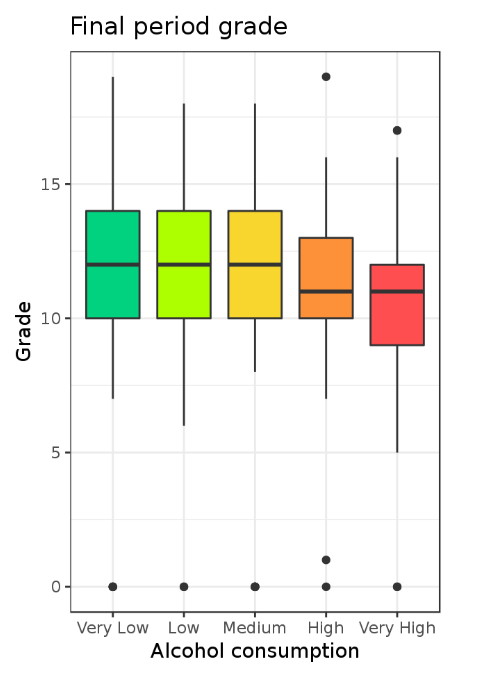 Final period grade
Grade
15
10
5
0
Very Low Low Medium High Very High
Alcohol consumption